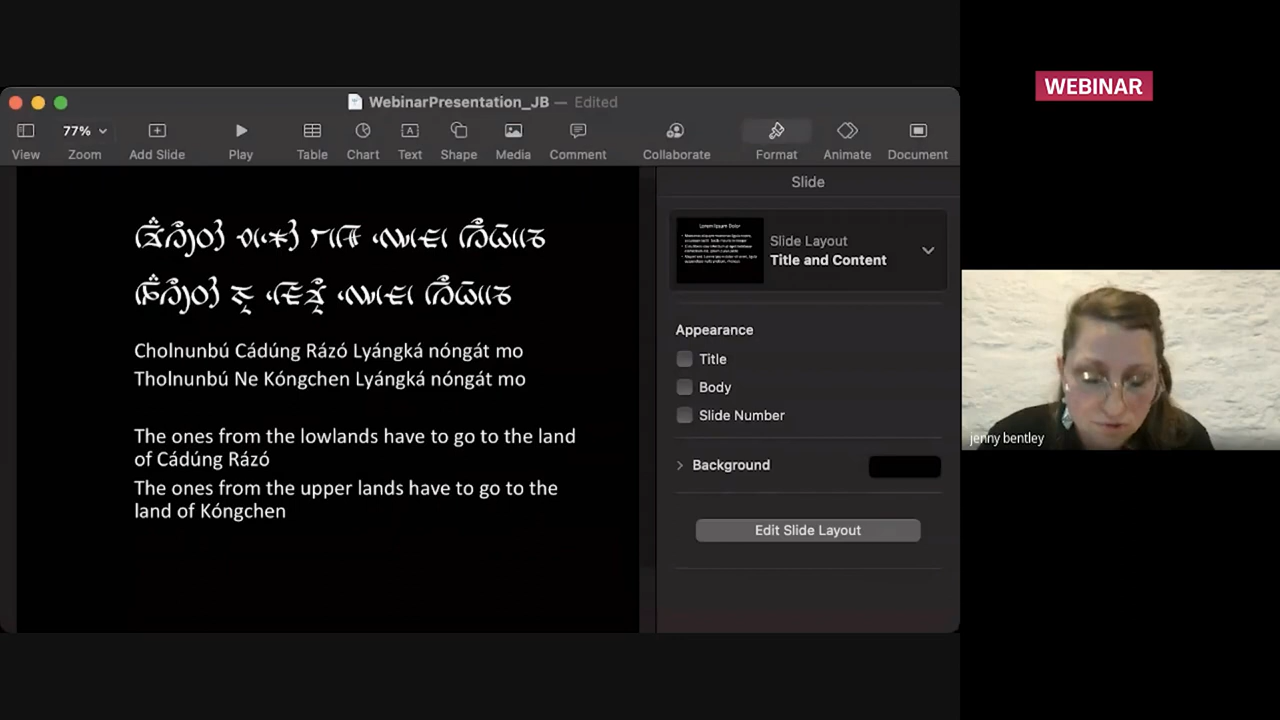 WEBINAR
WebinarPresentation_JB — Edited
View
77%
Zoom
Add Slide
Play
Table
Chart
Text
Shape
Media
Comment
Collaborate
Format
Animate
Document
Cholnunbú Cádúng Rázó Lyángká nóngát mo
Tholnunbú Ne Kóngchen Lyángká nóngát mo
The ones from the lowlands have to go to the land
of Cádúng Rázó
The ones from the upper lands have to go to the
land of Kóngchen
Slide
Slide Layout
Title and Content
Appearance
Title
Body
Slide Number
Background
Edit Slide Layout
jenny bentley